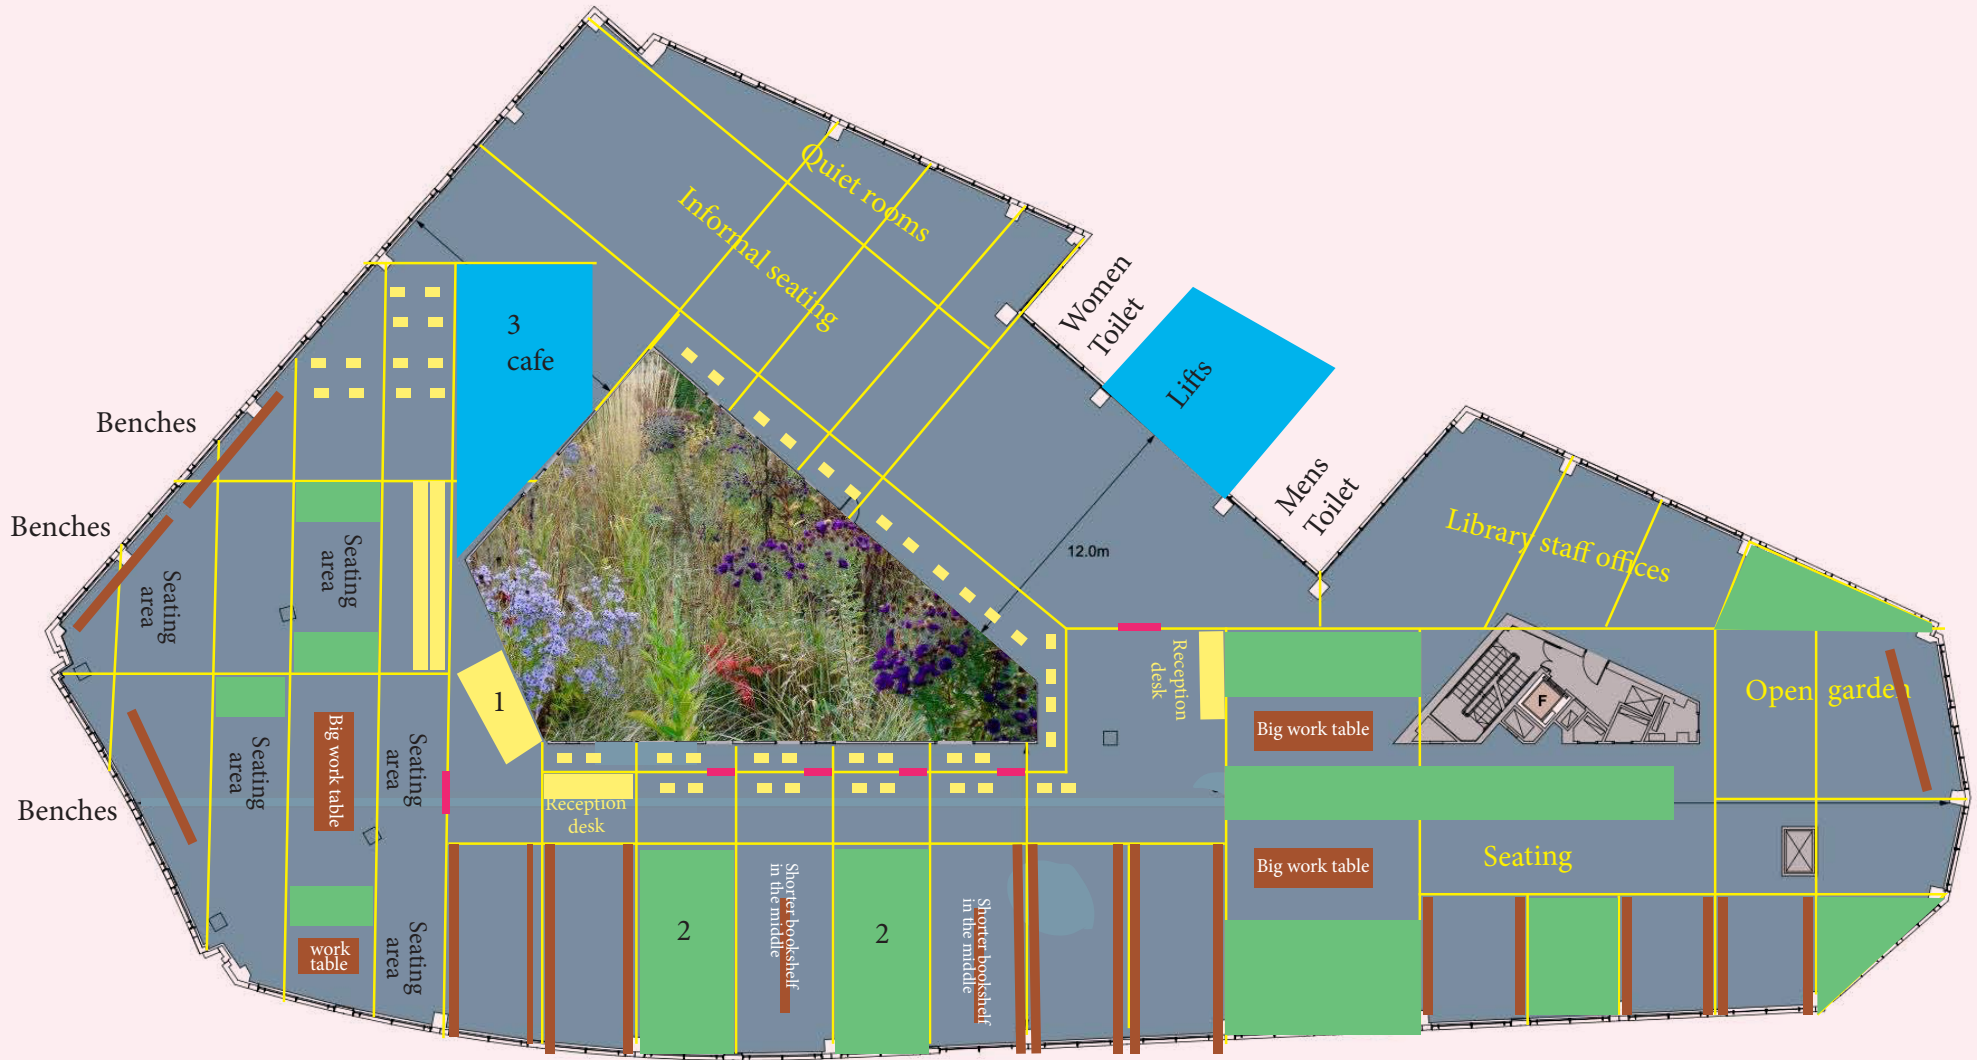 Quiet rooms
Informal seating
Women
Toilet
3
cafe
Lifts
Benches
Mens
Toilet
Benches
12.0m
Library staff offices
Seating
area
Seating
area
Reception
desk
1
F
Open garden
Big work table
Big work table
Seating
area
Seating
area
Benches
Reception
desk
Big work table
Seating
Shorter bookshelf
in the middle
Shorter bookshelf
in the middle
2
2
work
table
Seating
area